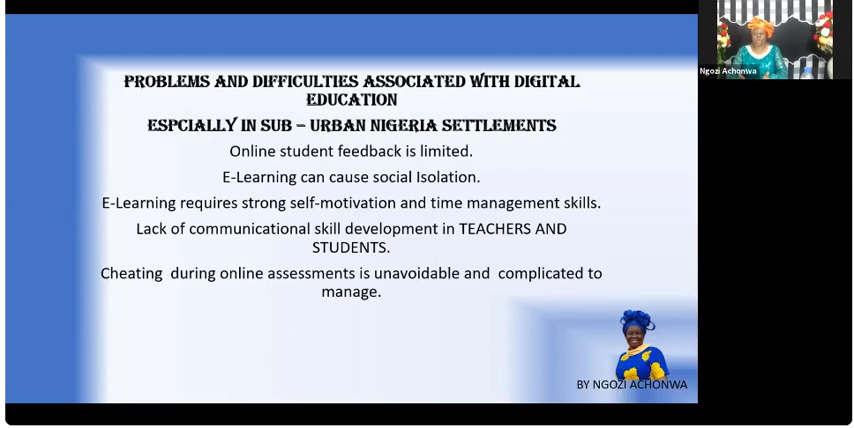 PROBLEMS AND DIFFICULTIES ASSOCIATED WITH DIGITAL
EDUCATION
ESPCIALLY IN SUB – URBAN NIGERIA SETTLEMENTS
Online student feedback is limited.
E-Learning can cause social Isolation.
E-Learning requires strong self-motivation and time management skills.
Lack of communicational skill development in TEACHERS AND
STUDENTS.
Cheating during online assessments is unavoidable and complicated to
manage.
BY NGOZI ACHONWA
Ngozi Achonwa